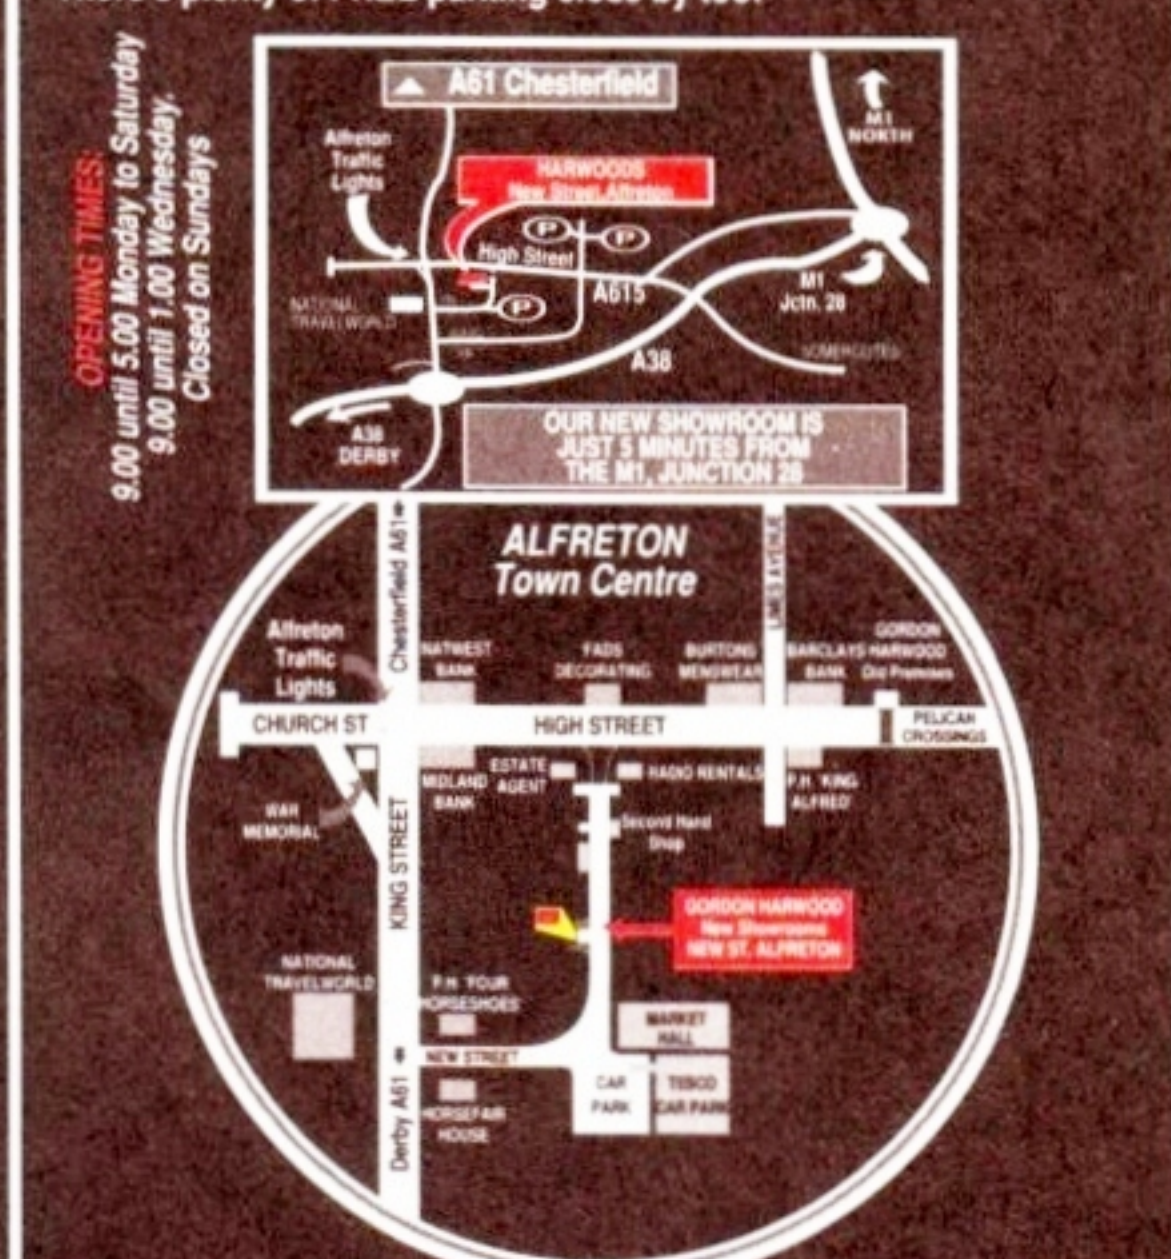 OPENING TIMES:
9.00 until 5.00 Monday to Saturday
9.00 until 1.00 Wednesday.
Closed on Sundays
A61 Chesterfield
M1
NORTH
Alfreton
Traffic
Lights
HARWOODS
New Street, Alfreton
P
P
High Street
M1
Jctn. 28
A615
NATIONAL
TRAVELWORLD
P
SOMERCOTES
A38
A38
DERBY
OUR NEW SHOWROOM IS
JUST 5 MINUTES FROM
THE M1, JUNCTION 28
Chesterfield A61
ALFRETON
Town Centre
LIMES AVENUE
Alfreton
Traffic
Lights
NATWEST
BANK
FADS
DECORATING
BURTONS
MENSWEAR
BARCLAYS
BANK
GORDON
HARWOOD
Old Premises
CHURCH ST
HIGH STREET
PELICAN
CROSSINGS
MIDLAND
BANK
ESTATE
AGENT
RADIO RENTALS
P.H. 'KING
ALFRED'
WAR
MEMORIAL
KING STREET
Second Hand
Shop
GORDON HARWOOD
New Showrooms
NEW ST. ALFRETON
NATIONAL
TRAVELWORLD
P.H. 'FOUR
HORSESHOES'
MARKET
HALL
NEW STREET
CAR
PARK
TESCO
CAR PARK
Derby A61
HORSEFAIR
HOUSE